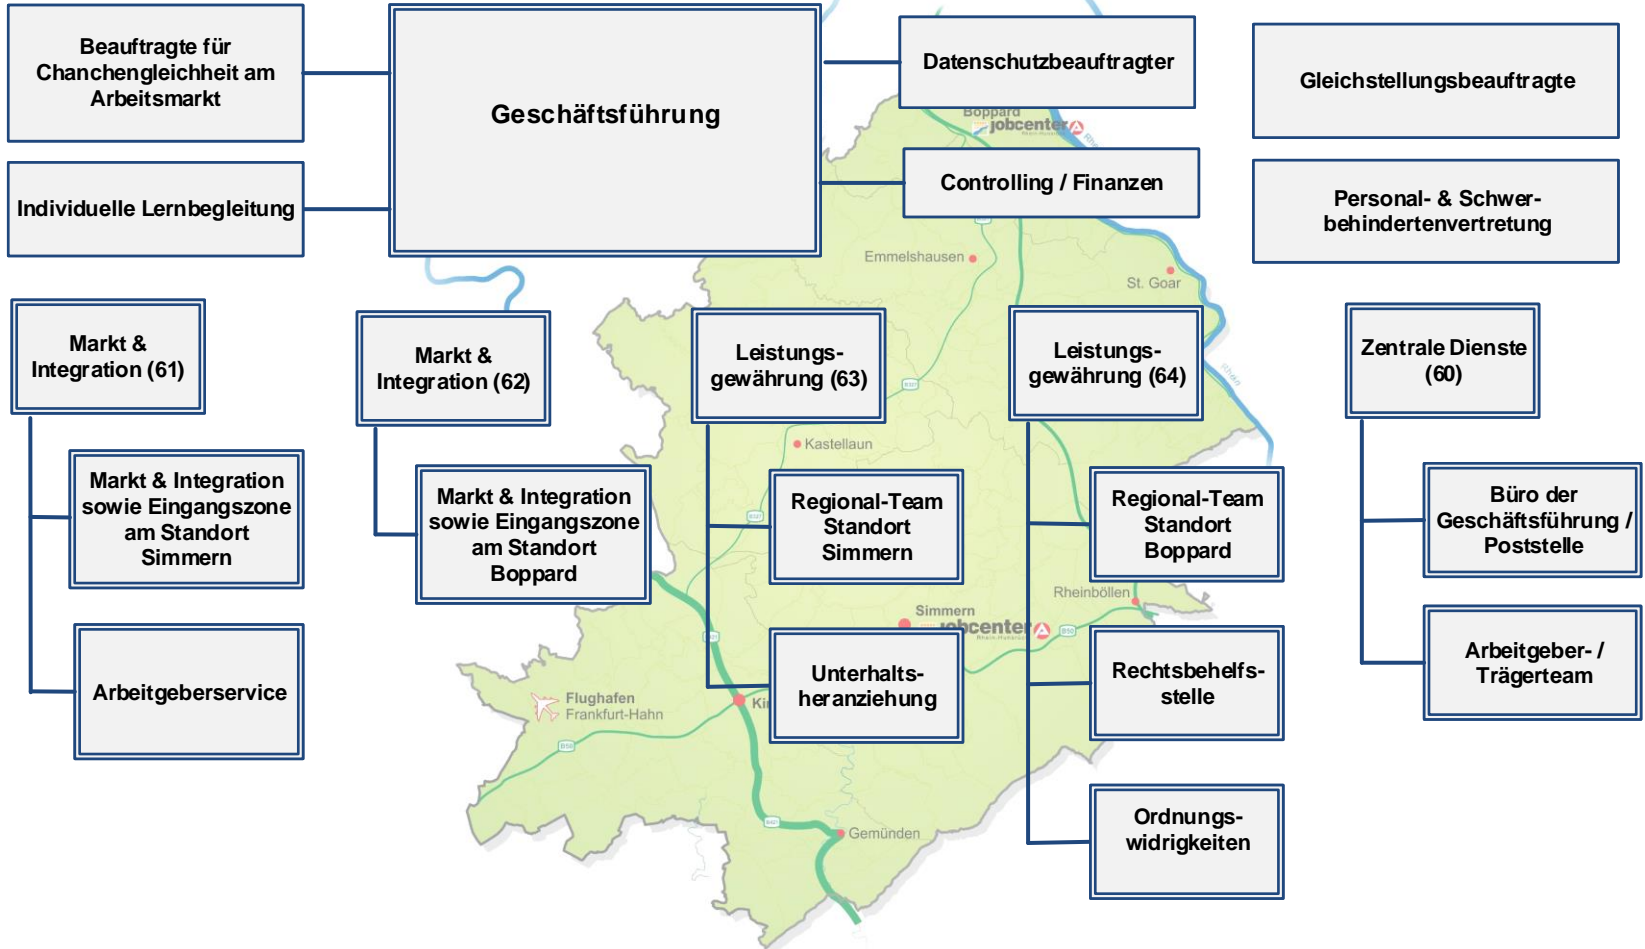 Beauftragte für
Chanchengleichheit am
Arbeitsmarkt
Geschäftsführung
Datenschutzbeauftragter
Gleichstellungsbeauftragte
Individuelle Lernbegleitung
Controlling / Finanzen
Personal- & Schwer-
behindertenvertretung
Boppard
jobcenter
Emmelshausen
St. Goar
Rhein
Markt &
Integration (61)
Markt &
Integration (62)
Leistungs-
gewährung (63)
Leistungs-
gewährung (64)
Zentrale Dienste
(60)
Kastellaun
Markt & Integration
sowie Eingangszone
am Standort
Simmern
Markt & Integration
sowie Eingangszone
am Standort
Boppard
Regional-Team
Standort
Simmern
Regional-Team
Standort
Boppard
Büro der
Geschäftsführung /
Poststelle
Rheinböllen
Simmern
jobcenter
B50
Arbeitgeberservice
Flughafen
Frankfurt-Hahn
Unterhalts-
heranziehung
Rechtsbehelfs-
stelle
Arbeitgeber- /
Trägerteam
B50
Gemünden
Ordnungs-
widrigkeiten